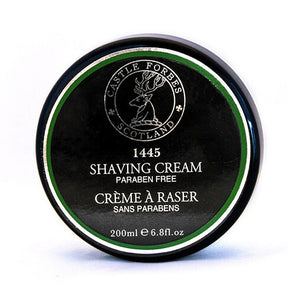 CASTLE FORBES
SCOTLAND
1445
SHAVING CREAM
PARABEN FREE
CRÈME À RASER
SANS PARABENS
200ml ℮ 6.8fl.oz